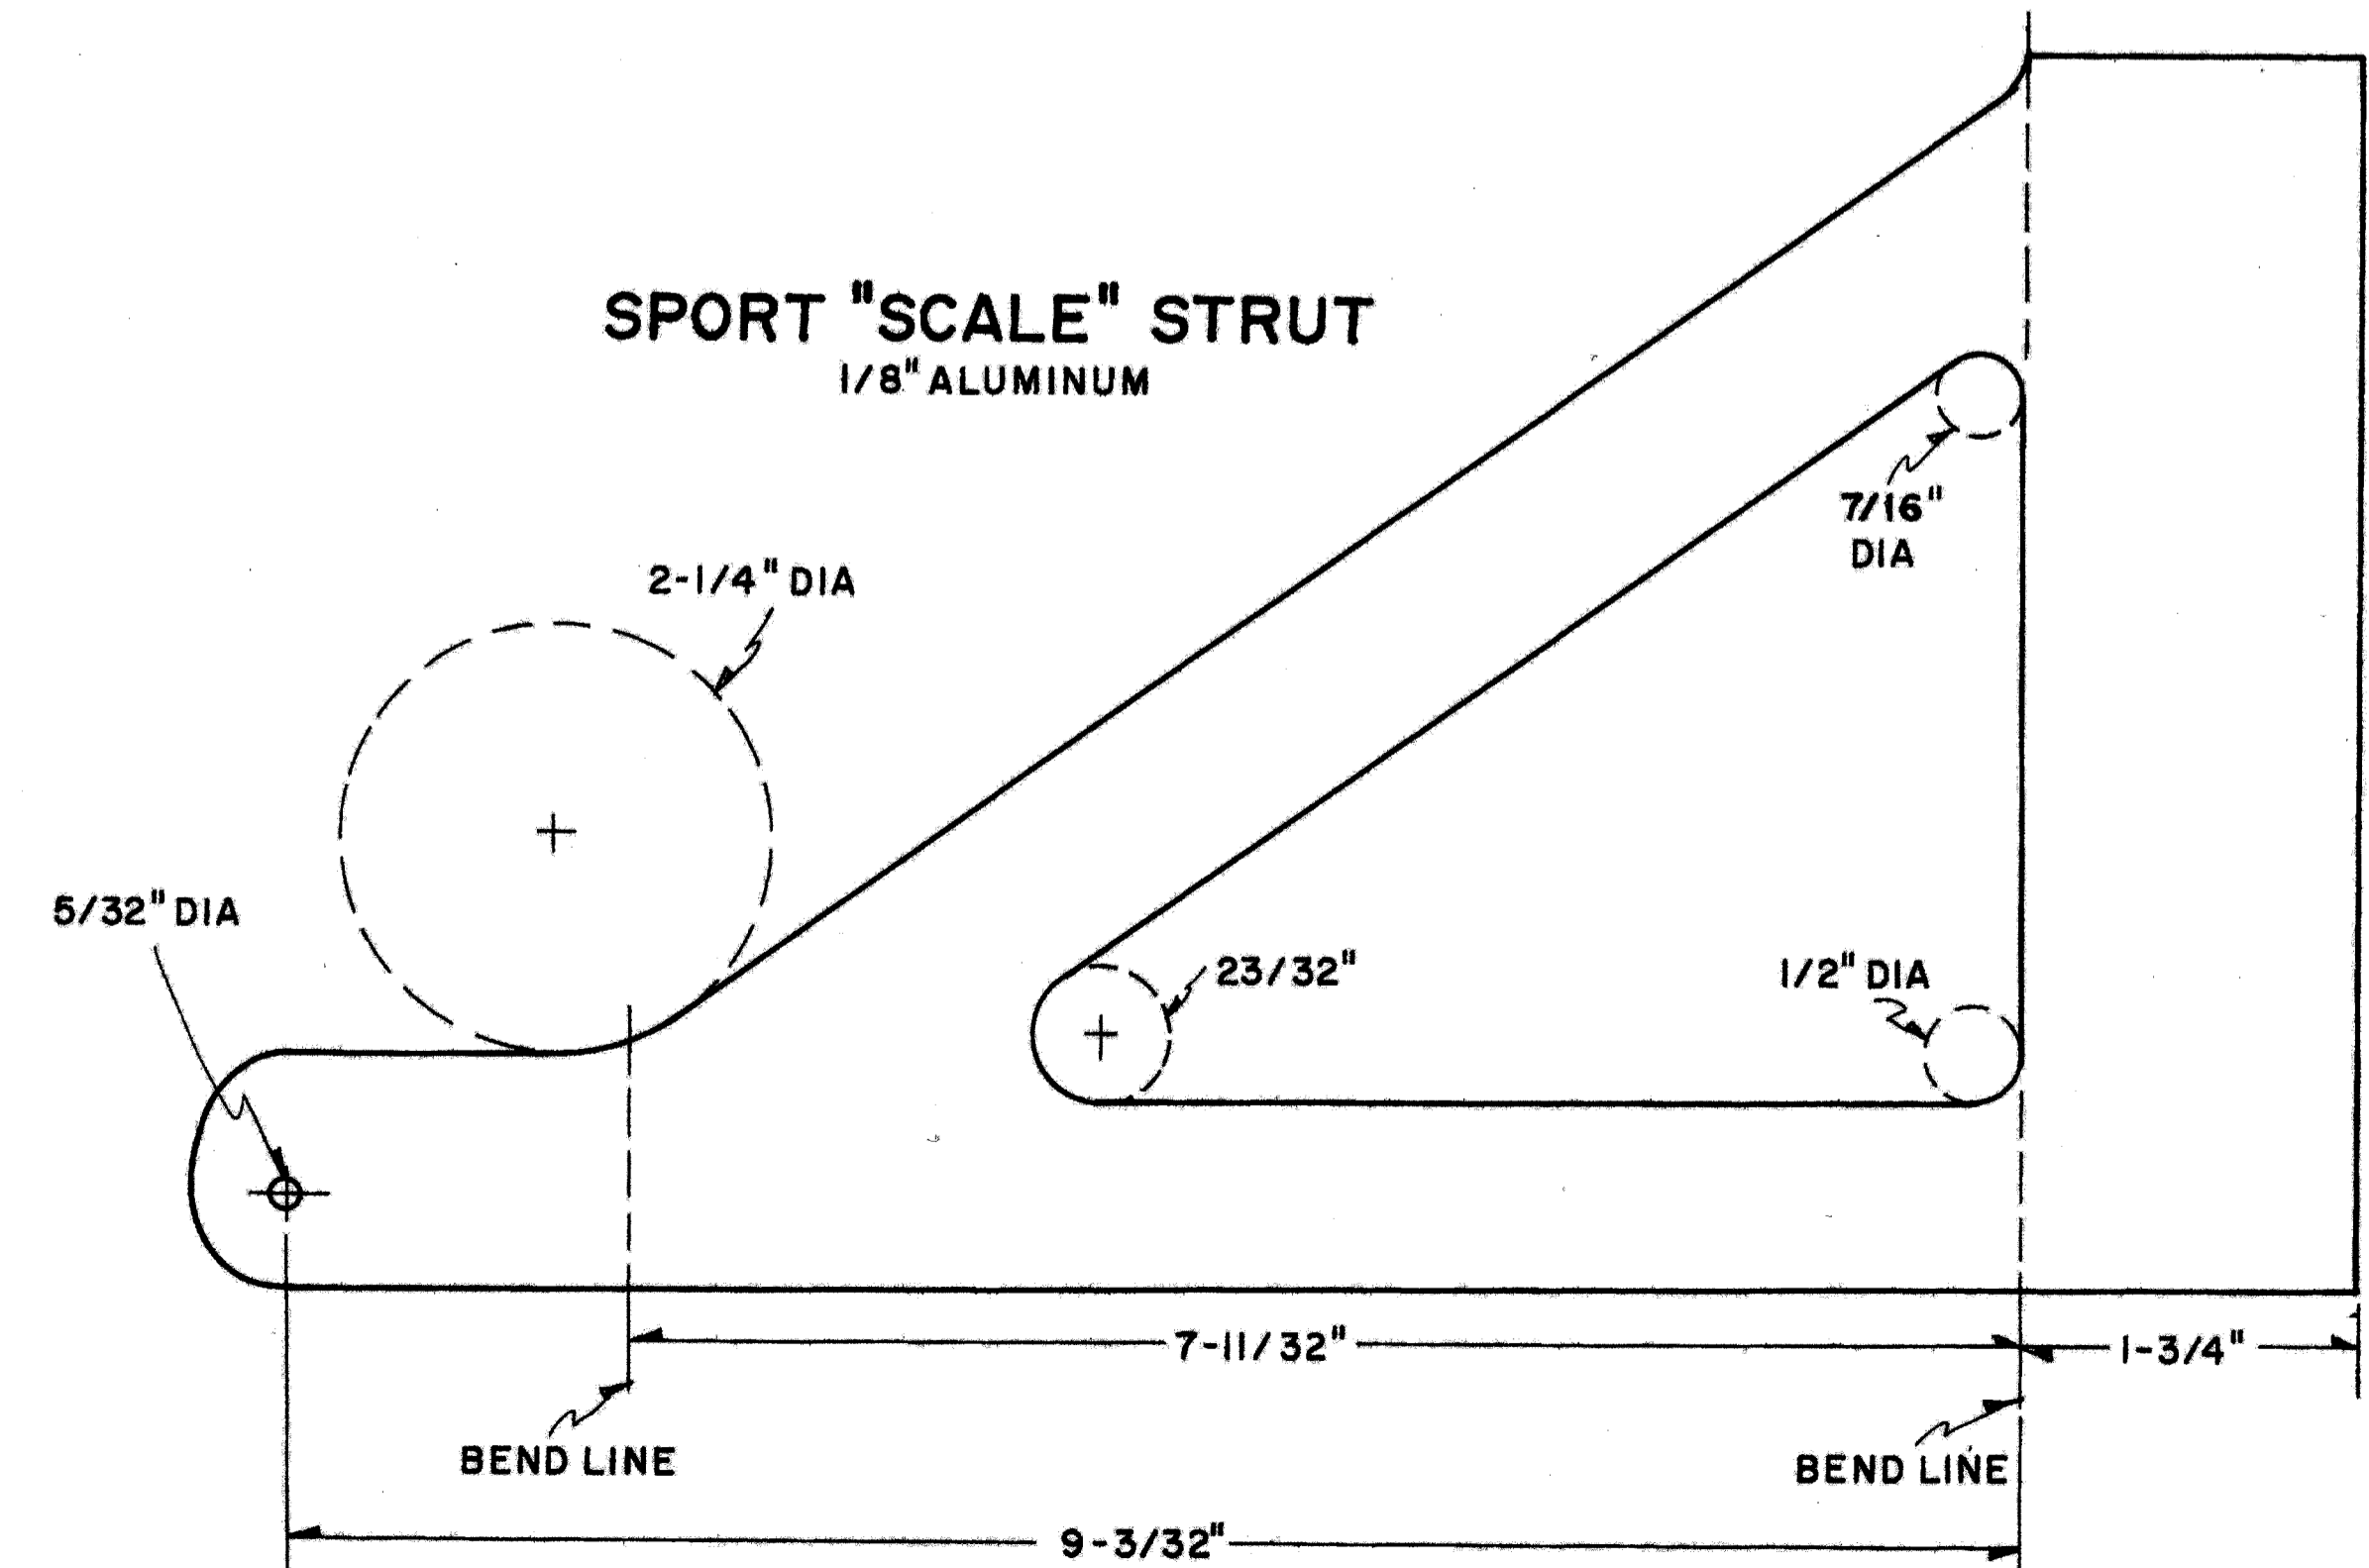 SPORT "SCALE" STRUT
1/8" ALUMINUM
7/16"
DIA
2-1/4" DIA
5/32" DIA
23/32"
1/2" DIA
7-11/32"
1-3/4"
BEND LINE
BEND LINE
9-3/32"